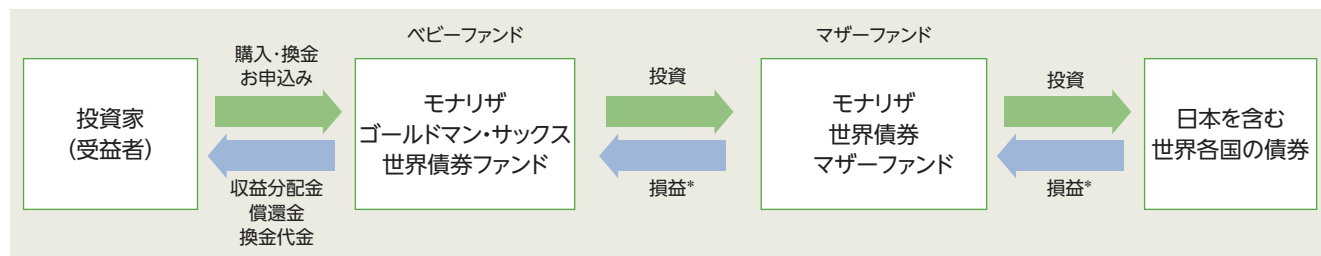 ベビーファンド
マザーファンド
投資家
(受益者)
購入・換金
お申込み
収益分配金
償還金
換金代金
モナリザ
ゴールドマン・サックス
世界債券ファンド
投資
損益*
モナリザ
世界債券
マザーファンド
投資
損益*
日本を含む
世界各国の債券